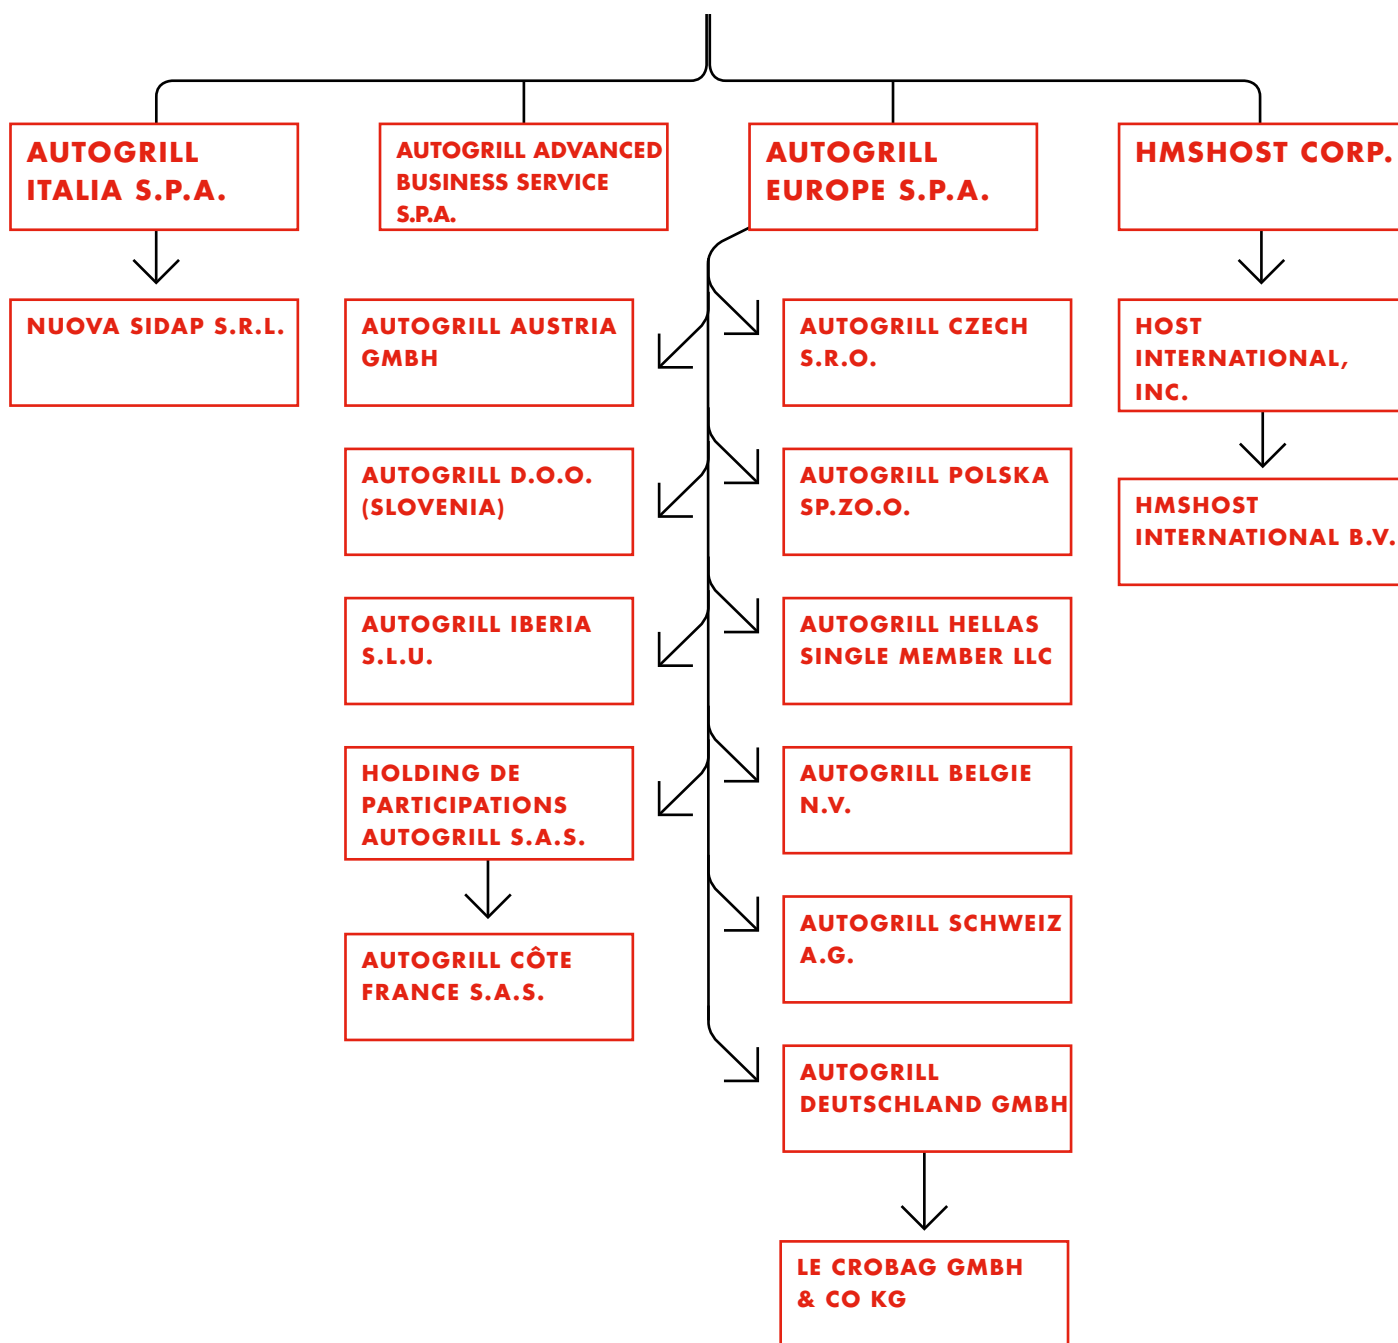 AUTOGRILL
ITALIA S.P.A.
AUTOGRILL ADVANCED
BUSINESS SERVICE
S.P.A.
AUTOGRILL
EUROPE S.P.A.
HMSHOST CORP.
NUOVA SIDAP S.R.L.
AUTOGRILL AUSTRIA
GMBH
AUTOGRILL CZECH
S.R.O.
HOST
INTERNATIONAL,
INC.
AUTOGRILL D.O.O.
(SLOVENIA)
AUTOGRILL POLSKA
SP.ZO.O.
HMSHOST
INTERNATIONAL B.V.
AUTOGRILL IBERIA
S.L.U.
AUTOGRILL HELLAS
SINGLE MEMBER LLC
HOLDING DE
PARTICIPATIONS
AUTOGRILL S.A.S.
AUTOGRILL BELGIE
N.V.
AUTOGRILL CÔTE
FRANCE S.A.S.
AUTOGRILL SCHWEIZ
A.G.
AUTOGRILL
DEUTSCHLAND GMBH
LE CROBAG GMBH
& CO KG